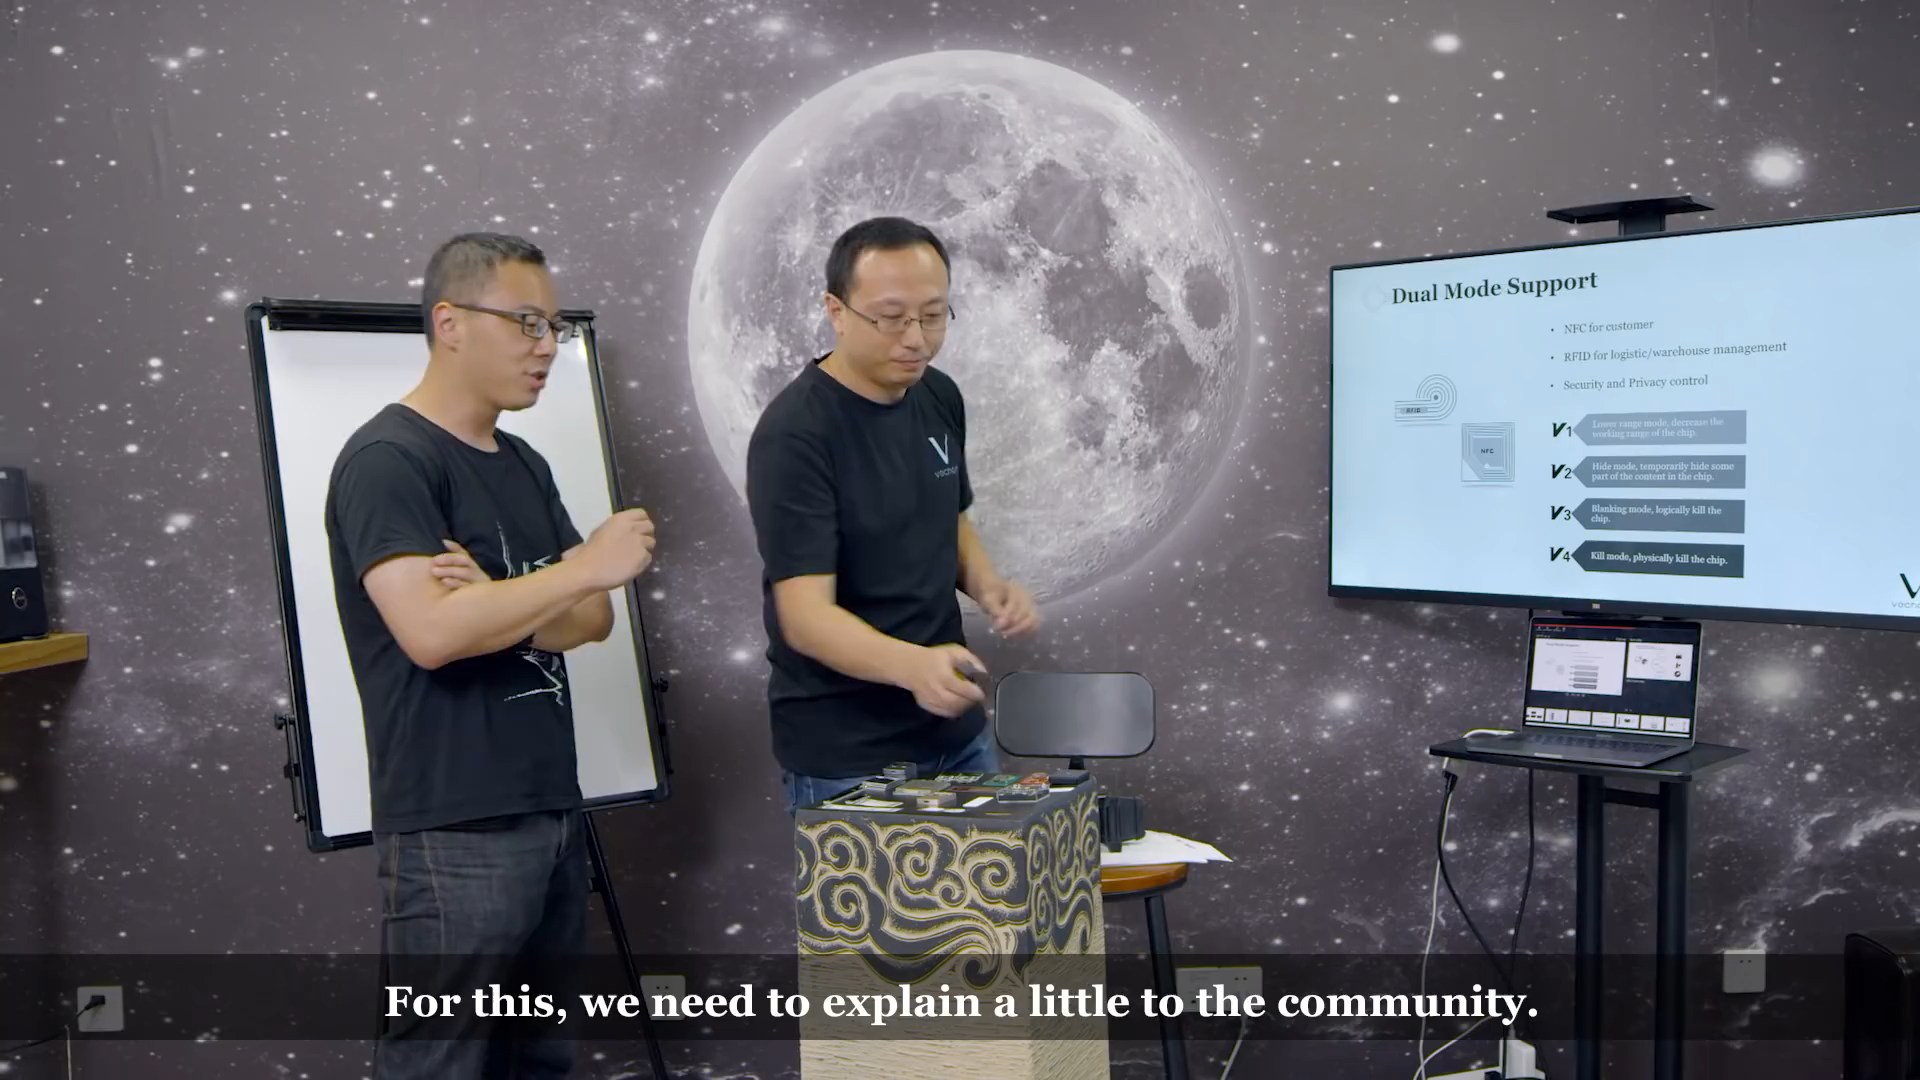 Dual Mode Support
• NFC for customer
• RFID for logistic/warehouse management
• Security and Privacy control
RFID
NFC
V1
Lower range mode, decrease the
working range of the chip.
V2
Hide mode, temporarily hide some
part of the content in the chip.
V3
Blanking mode, logically kill the
chip.
V4
Kill mode, physically kill the chip.
For this, we need to explain a little to the community.